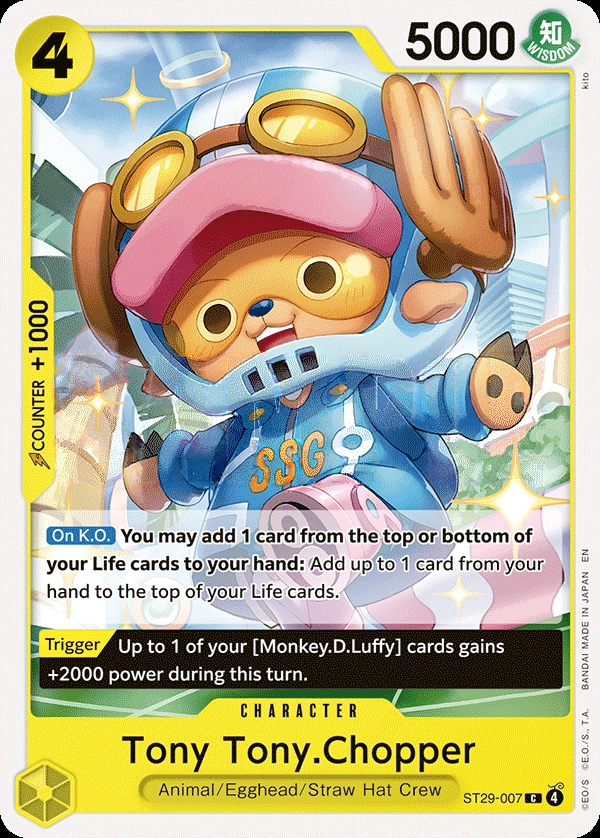 4
5000
知
WISDOM
kito
COUNTER +1000
SSG
On K.O. You may add 1 card from the top or bottom of
your Life cards to your hand: Add up to 1 card from your
hand to the top of your Life cards.
Trigger Up to 1 of your [Monkey.D.Luffy] cards gains
+2000 power during this turn.
CHARACTER
Tony Tony.Chopper
Animal/Egghead/Straw Hat Crew
ST29-007 C 4
©E.O/S ©E.O./S., T.A. BANDAI MADE IN JAPAN EN